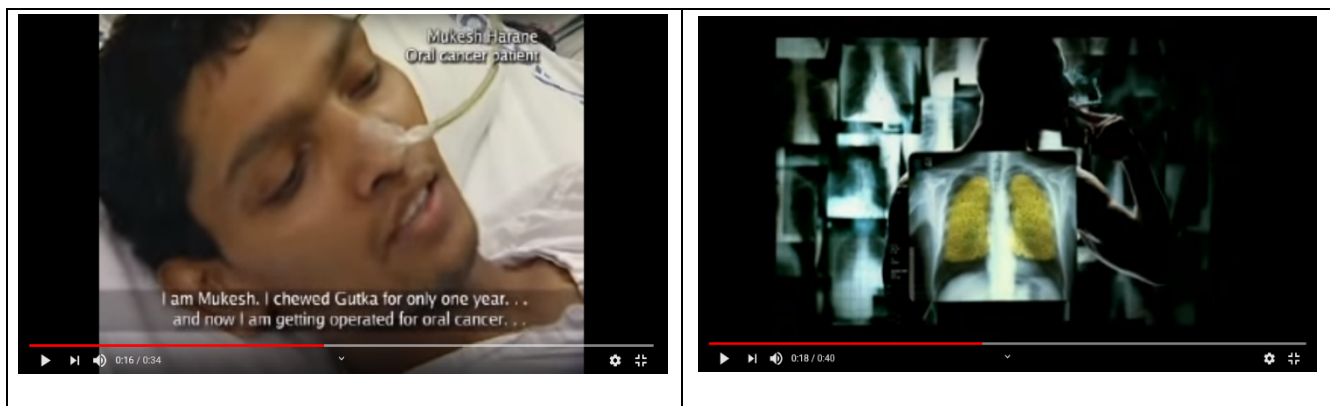 Mukesh Harane
Oral cancer patient
I am Mukesh. I chewed Gutka for only one year. . .
and now I am getting operated for oral cancer. . .
0:16 / 0:34
0:18 / 0:40